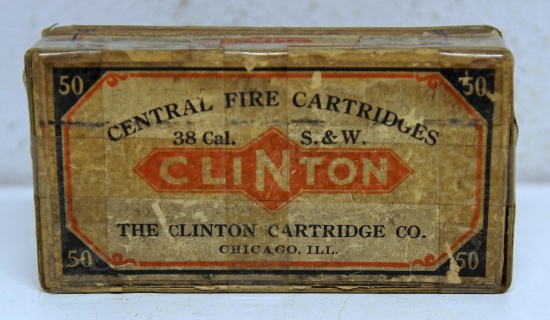 50 50
CENTRAL FIRE CARTRIDGES
38 Cal. S. & W.
CLINTON
THE CLINTON CARTRIDGE CO.
CHICAGO, ILL.
50 50